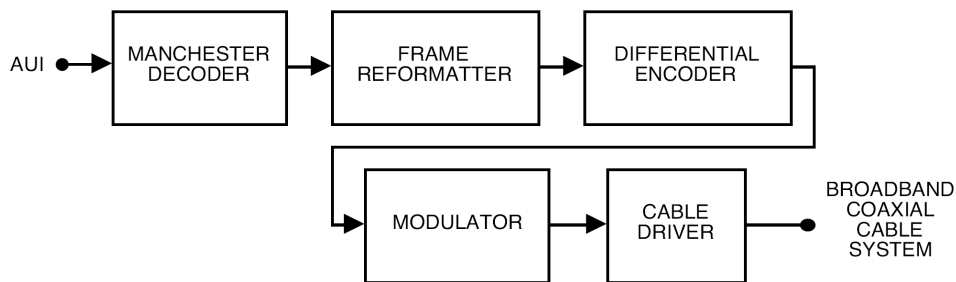 AUI
MANCHESTER
DECODER
FRAME
REFORMATTER
DIFFERENTIAL
ENCODER
MODULATOR
CABLE
DRIVER
BROADBAND
COAXIAL
CABLE
SYSTEM